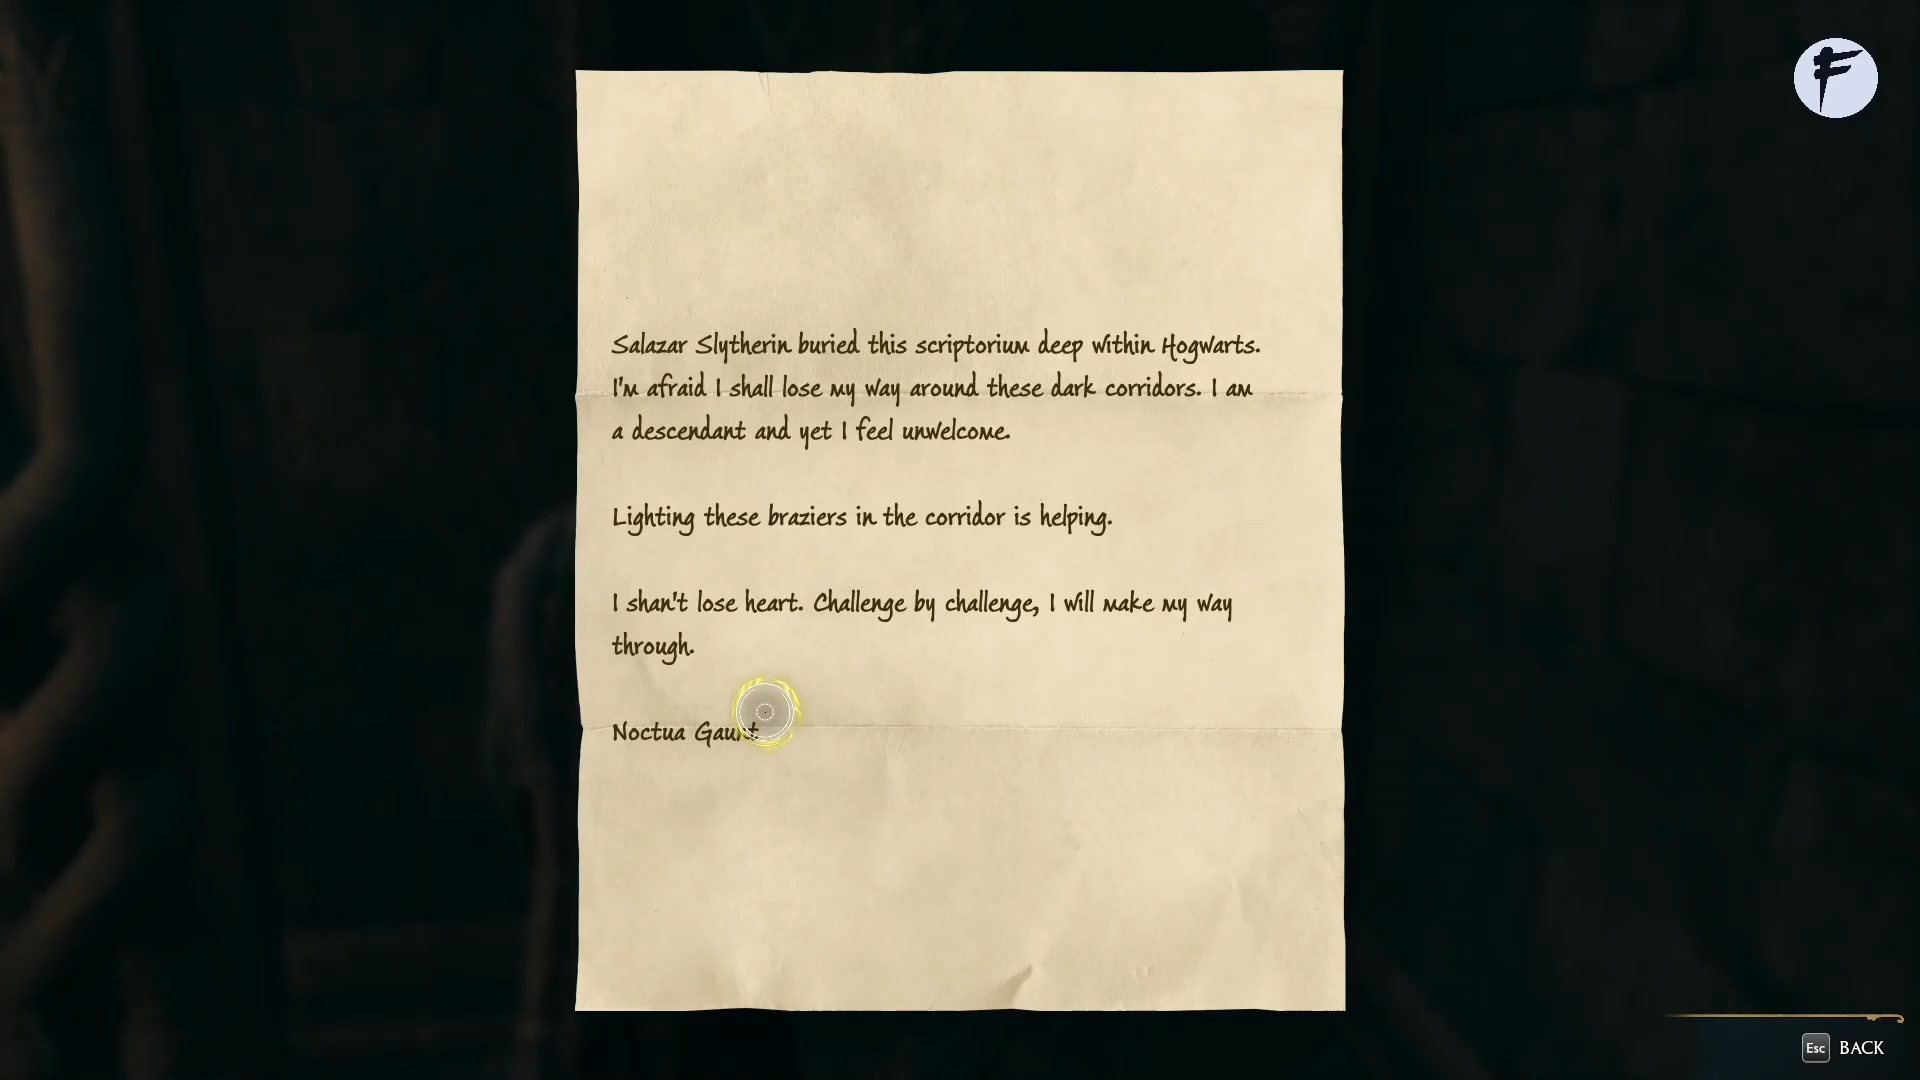 Salazar Slytherin buried this scriptorium deep within Hogwarts.
I'm afraid I shall lose my way around these dark corridors. I am
a descendant and yet I feel unwelcome.
Lighting these braziers in the corridor is helping.
I shan't lose heart. Challenge by challenge, I will make my way
through.
Noctua Gaunt
F
Esc BACK